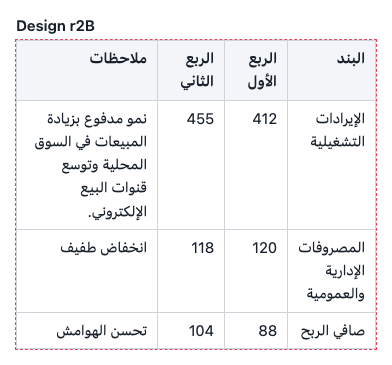 Design r2B
البند
الربع
الأول
الربع
الثاني
ملاحظات
الإيرادات
التشغيلية
412
455
نمو مدفوع بزيادة
المبيعات في السوق
المحلية وتوسع
قنوات البيع
الإلكتروني.
المصروفات
الإدارية
والعمومية
120
118
انخفاض طفيف
صافي الربح
88
104
تحسن الهوامش